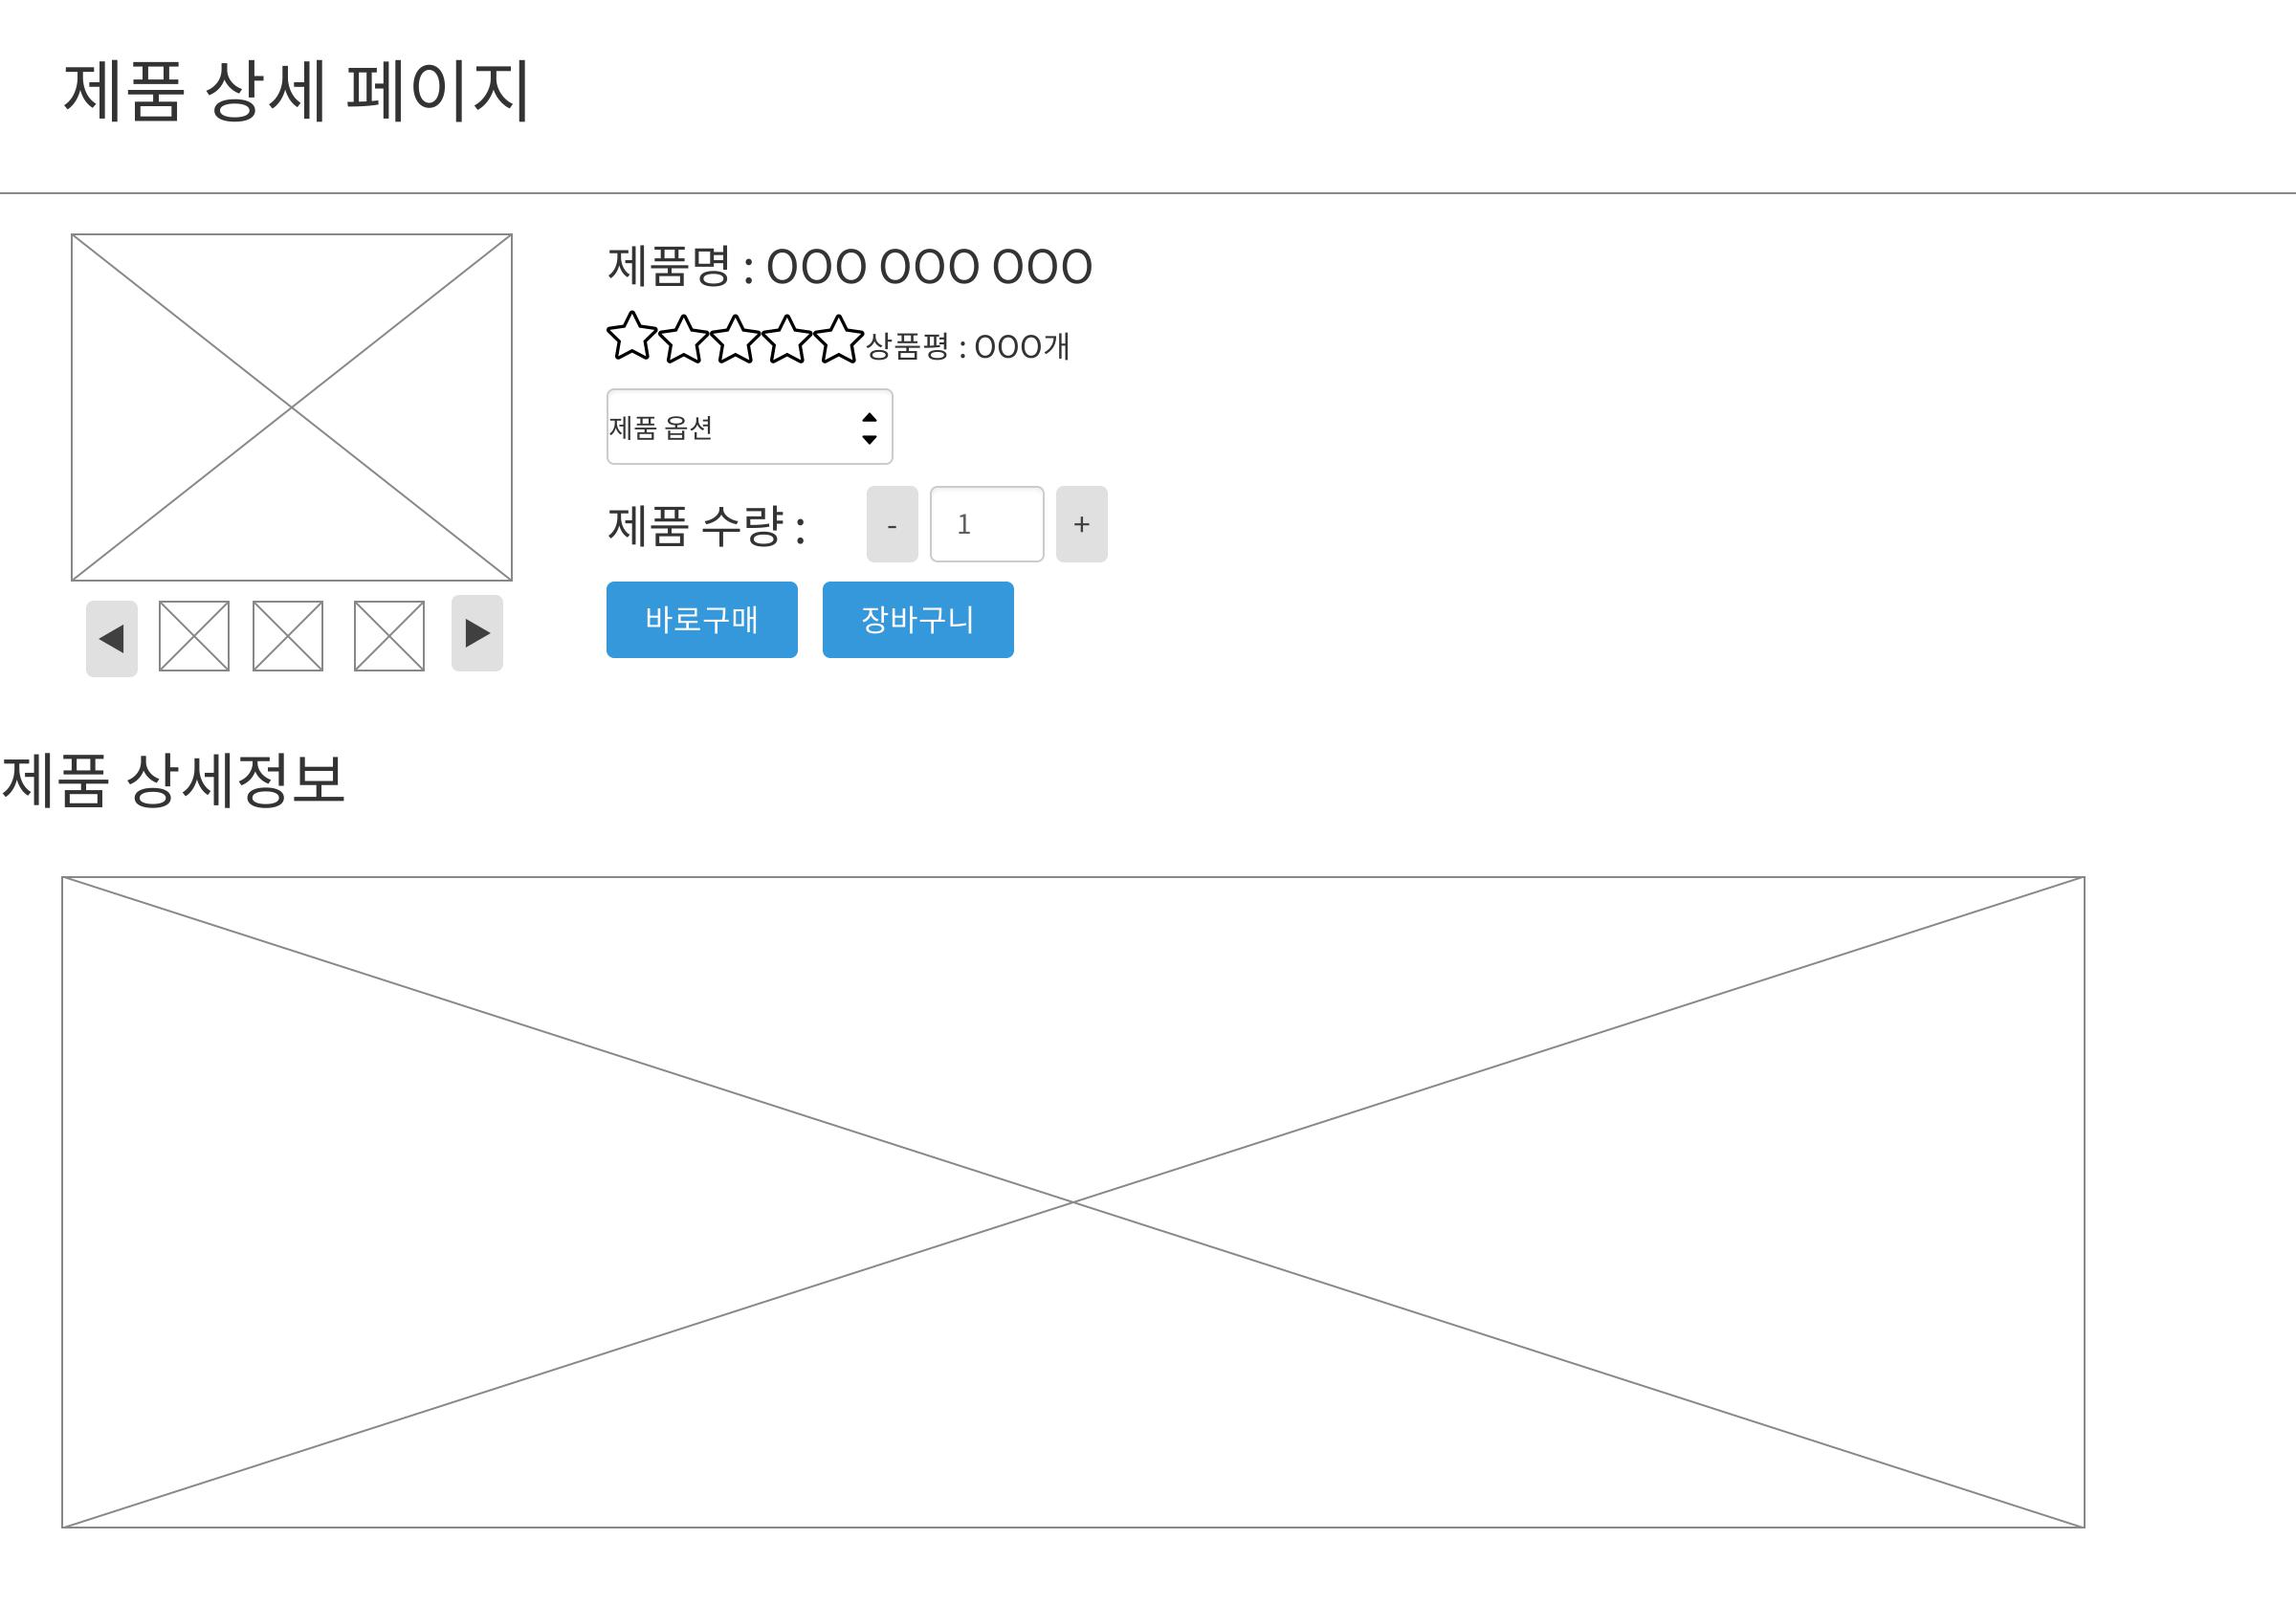 제품 상세 페이지
제품명 : OOO OOO OOO
상품평 : OOO개
제품 옵션
제품 수량 :
- 1 +
바로구매 장바구니
제품 상세정보